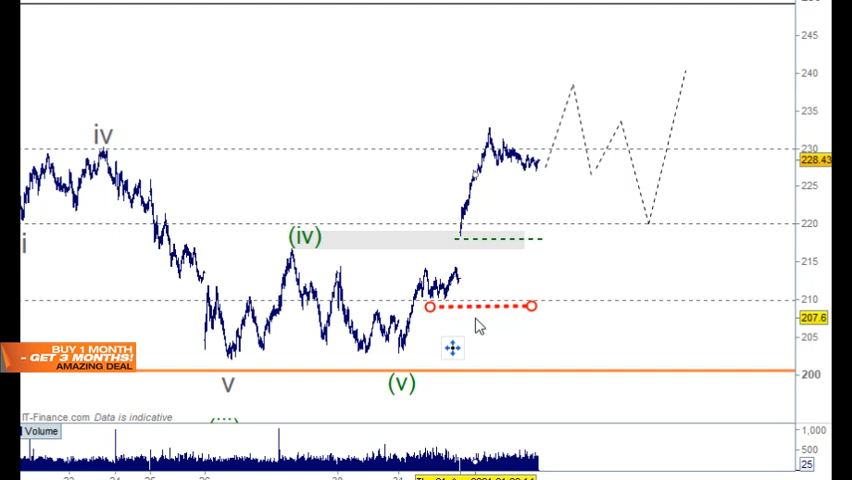 245
240
iv
235
230
228.43
225
220
(iv)
i
215
210
207.6
205
BUY 1 MONTH
- GET 3 MONTHS!
AMAZING DEAL
200
v
(v)
IT-Finance.com Data is indicative
Volume
1,000
500
25